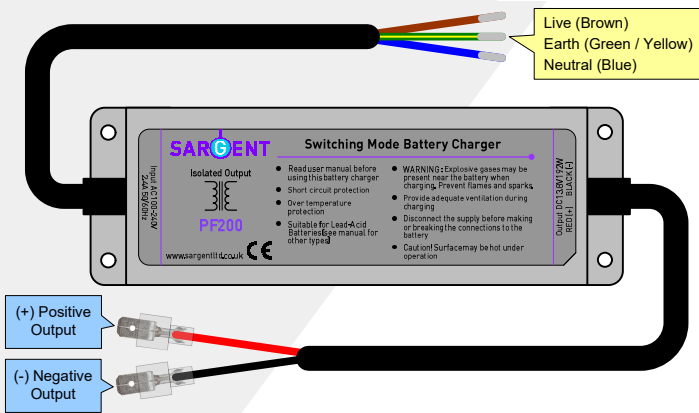 Live (Brown)
Earth (Green / Yellow)
Neutral (Blue)
SARGENT
Switching Mode Battery Charger
Isolated Output
PF200
www.sargentltd.co.uk CE
Input AC100-240V
2.4A 50/60Hz
Read user manual before
using this battery charger
Short circuit protection
Over temperature
protection
Suitable for Lead-Acid
Batteries(see manual for
other types)
WARNING: Explosive gases may be
present near the battery when
charging. Prevent flames and sparks.
Provide adequate ventilation during
charging
Disconnect the supply before making
or breaking the connections to the
battery
Caution! Surface may be hot under
operation
Output DC13.8V 192W
RED (+) BLACK (-)
(+) Positive
Output
(-) Negative
Output